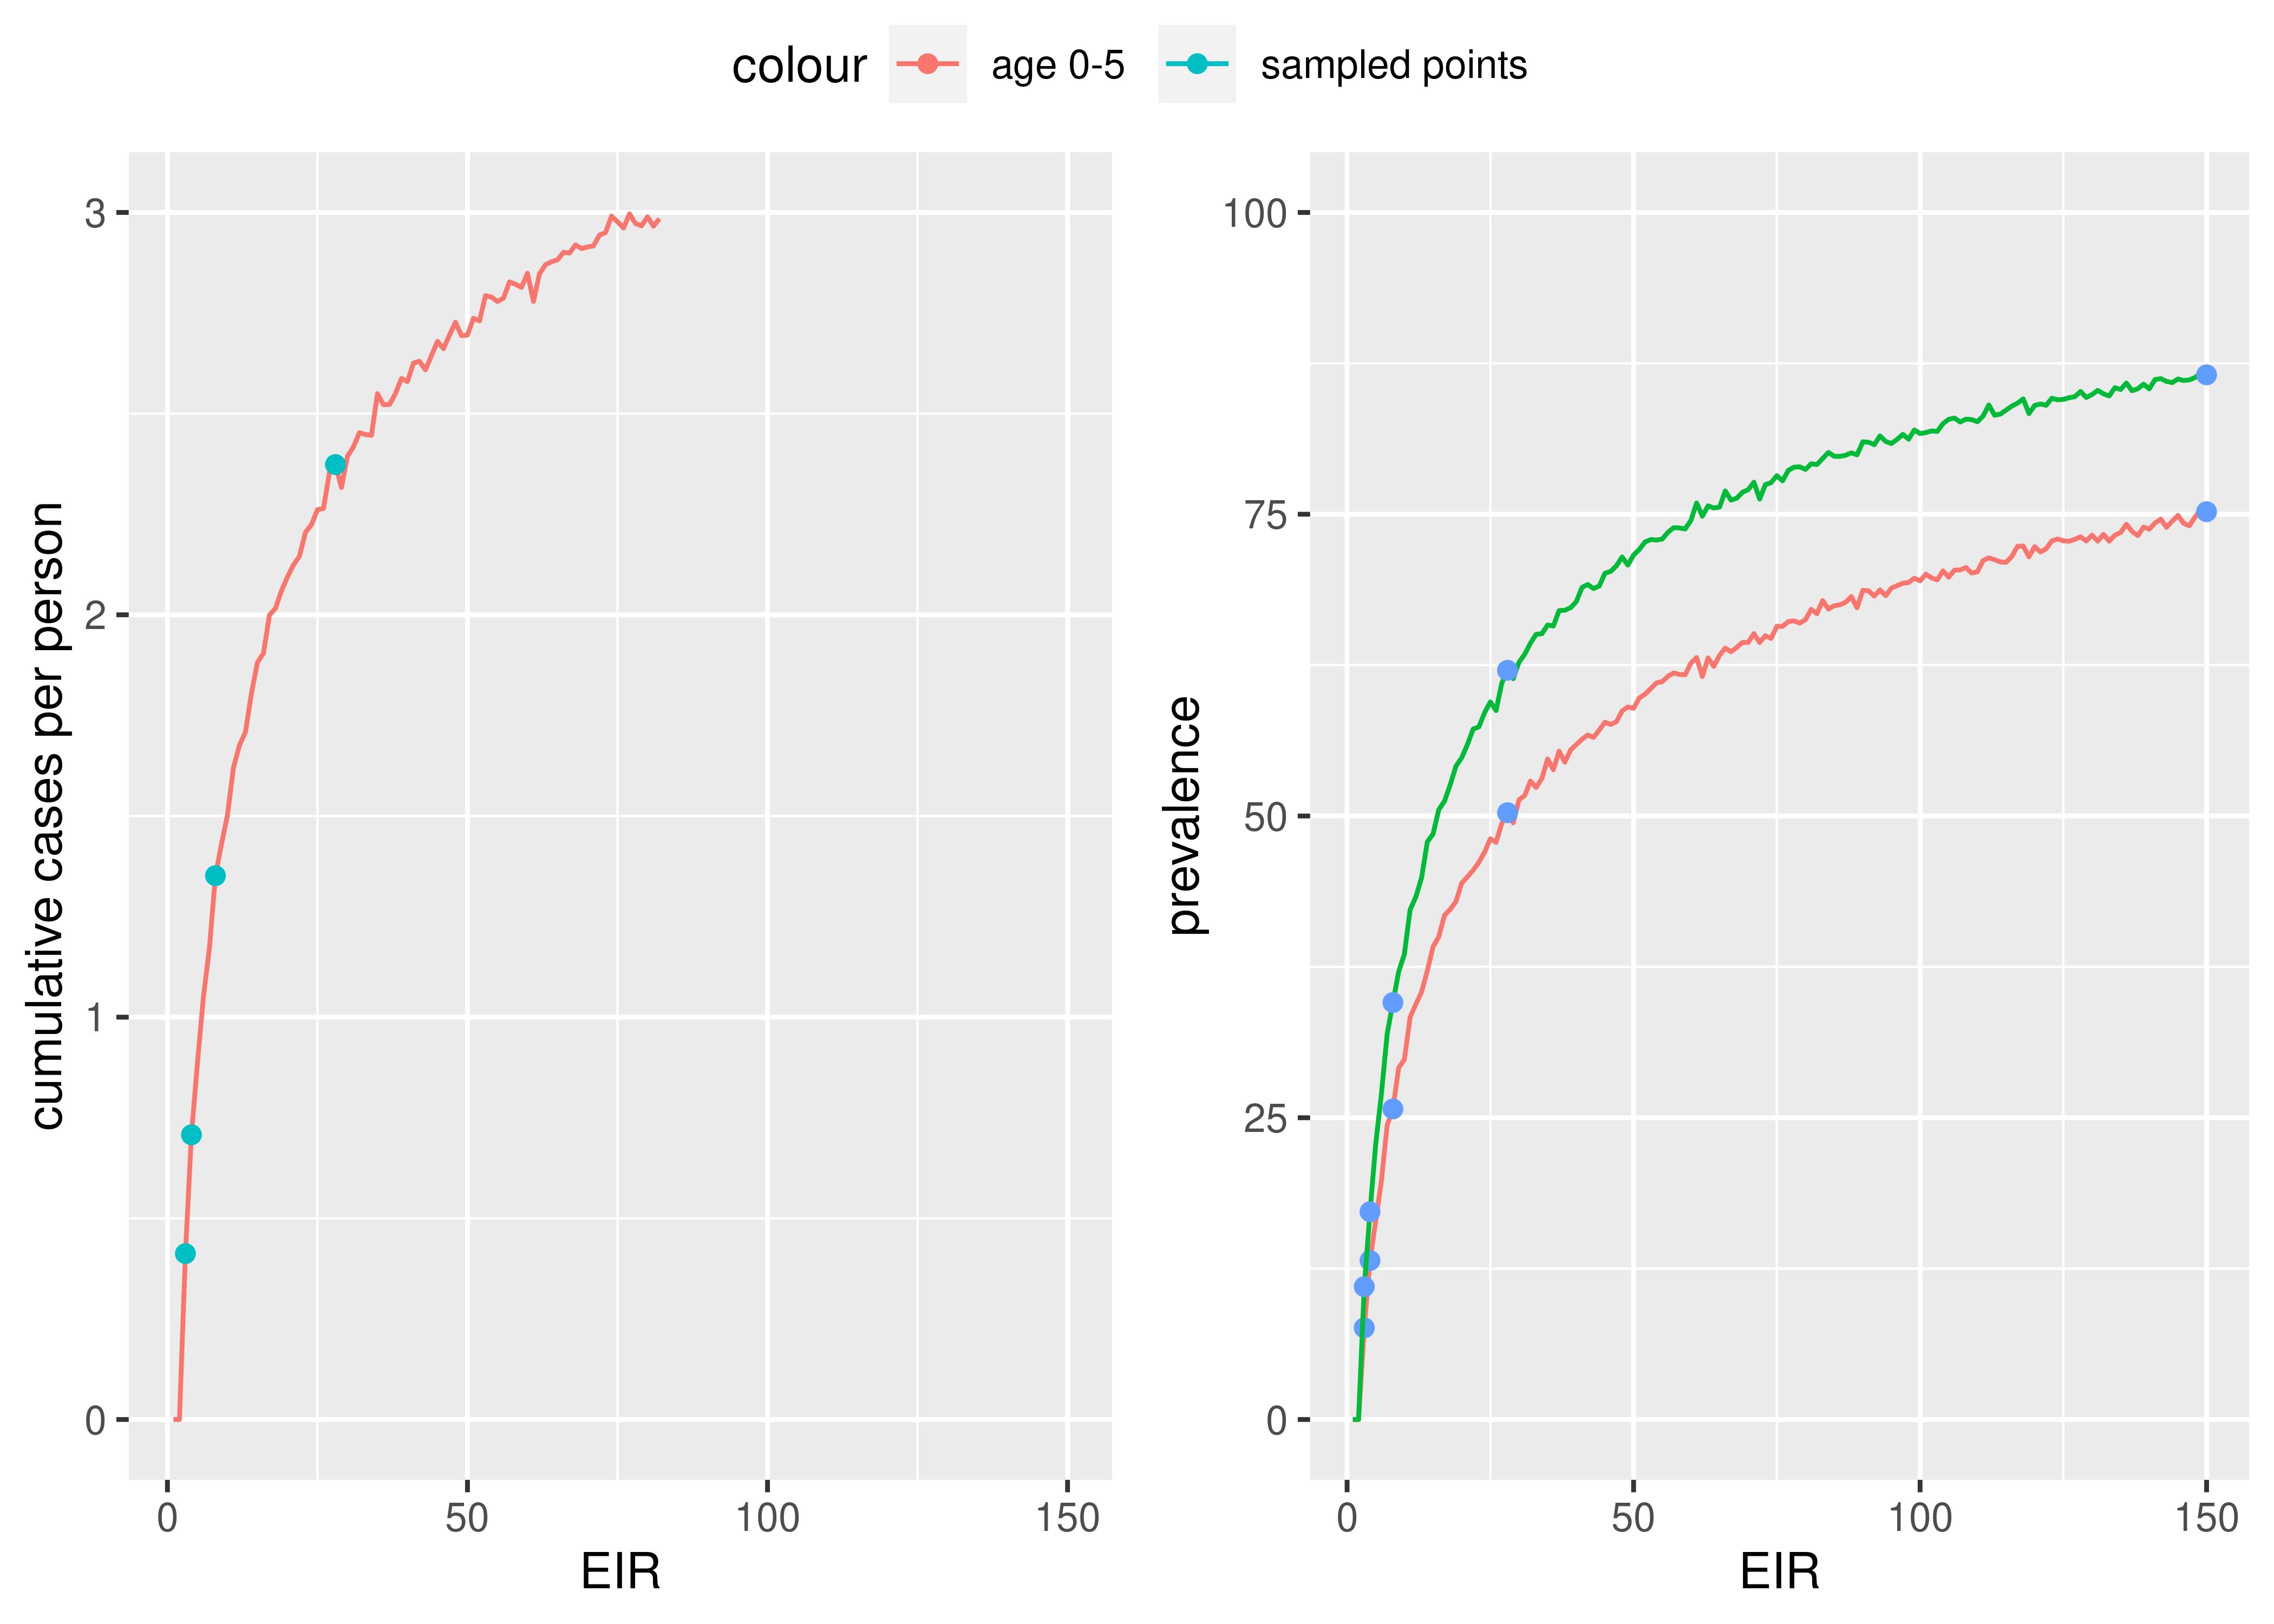 colour age 0-5 sampled points
cumulative cases per person
3
2
1
0
0 50 100 150
EIR
prevalence
100
75
50
25
0
0 50 100 150
EIR